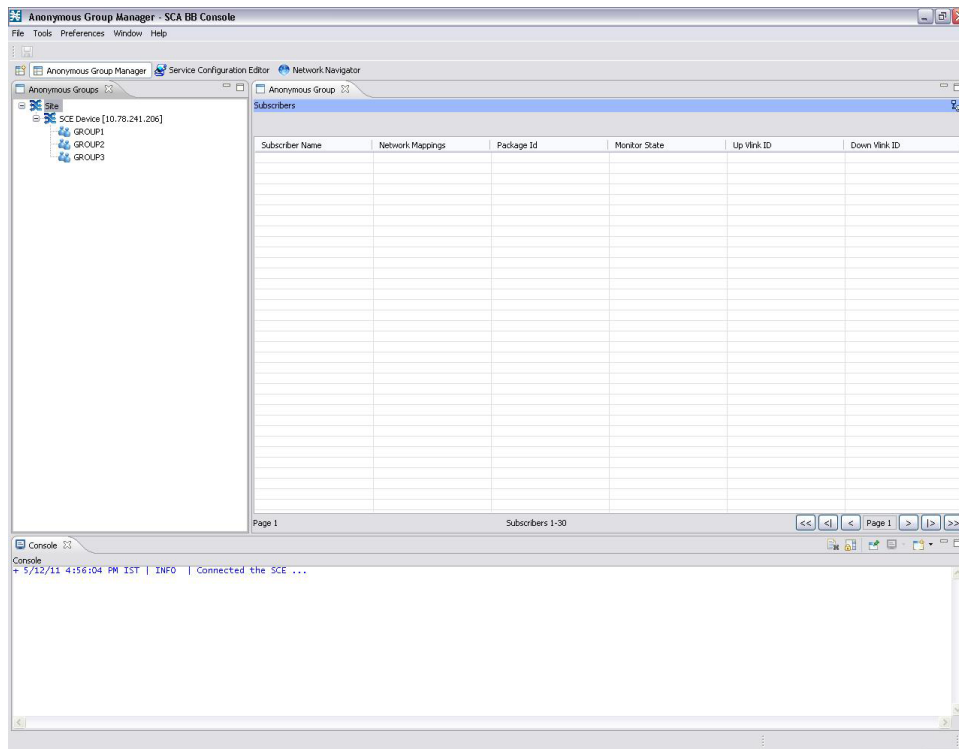 Anonymous Group Manager - SCA BB Console
File Tools Preferences Window Help
Anonymous Group Manager Service Configuration Editor Network Navigator
Anonymous Groups
Site
SCE Device [10.78.241.206]
GROUP1
GROUP2
GROUP3
Anonymous Group
Subscribers
Subscriber Name Network Mappings Package Id Monitor State Up Vlink ID Down Vlink ID
Page 1 Subscribers 1-30 << <| < Page 1 > |> >>
Console
Console
+ 5/12/11 4:56:04 PM IST | INFO | Connected the SCE ...